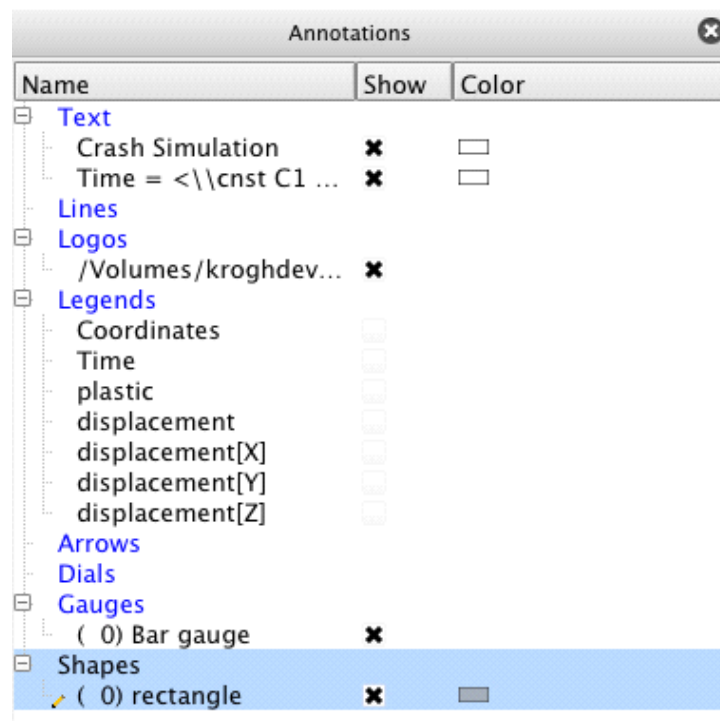 Annotations
Name Show Color
Text
Crash Simulation
Time = <\\cnst C1 ...
Lines
Logos
/Volumes/kroghdev...
Legends
Coordinates
Time
plastic
displacement
displacement[X]
displacement[Y]
displacement[Z]
Arrows
Dials
Gauges
( 0) Bar gauge
Shapes
( 0) rectangle